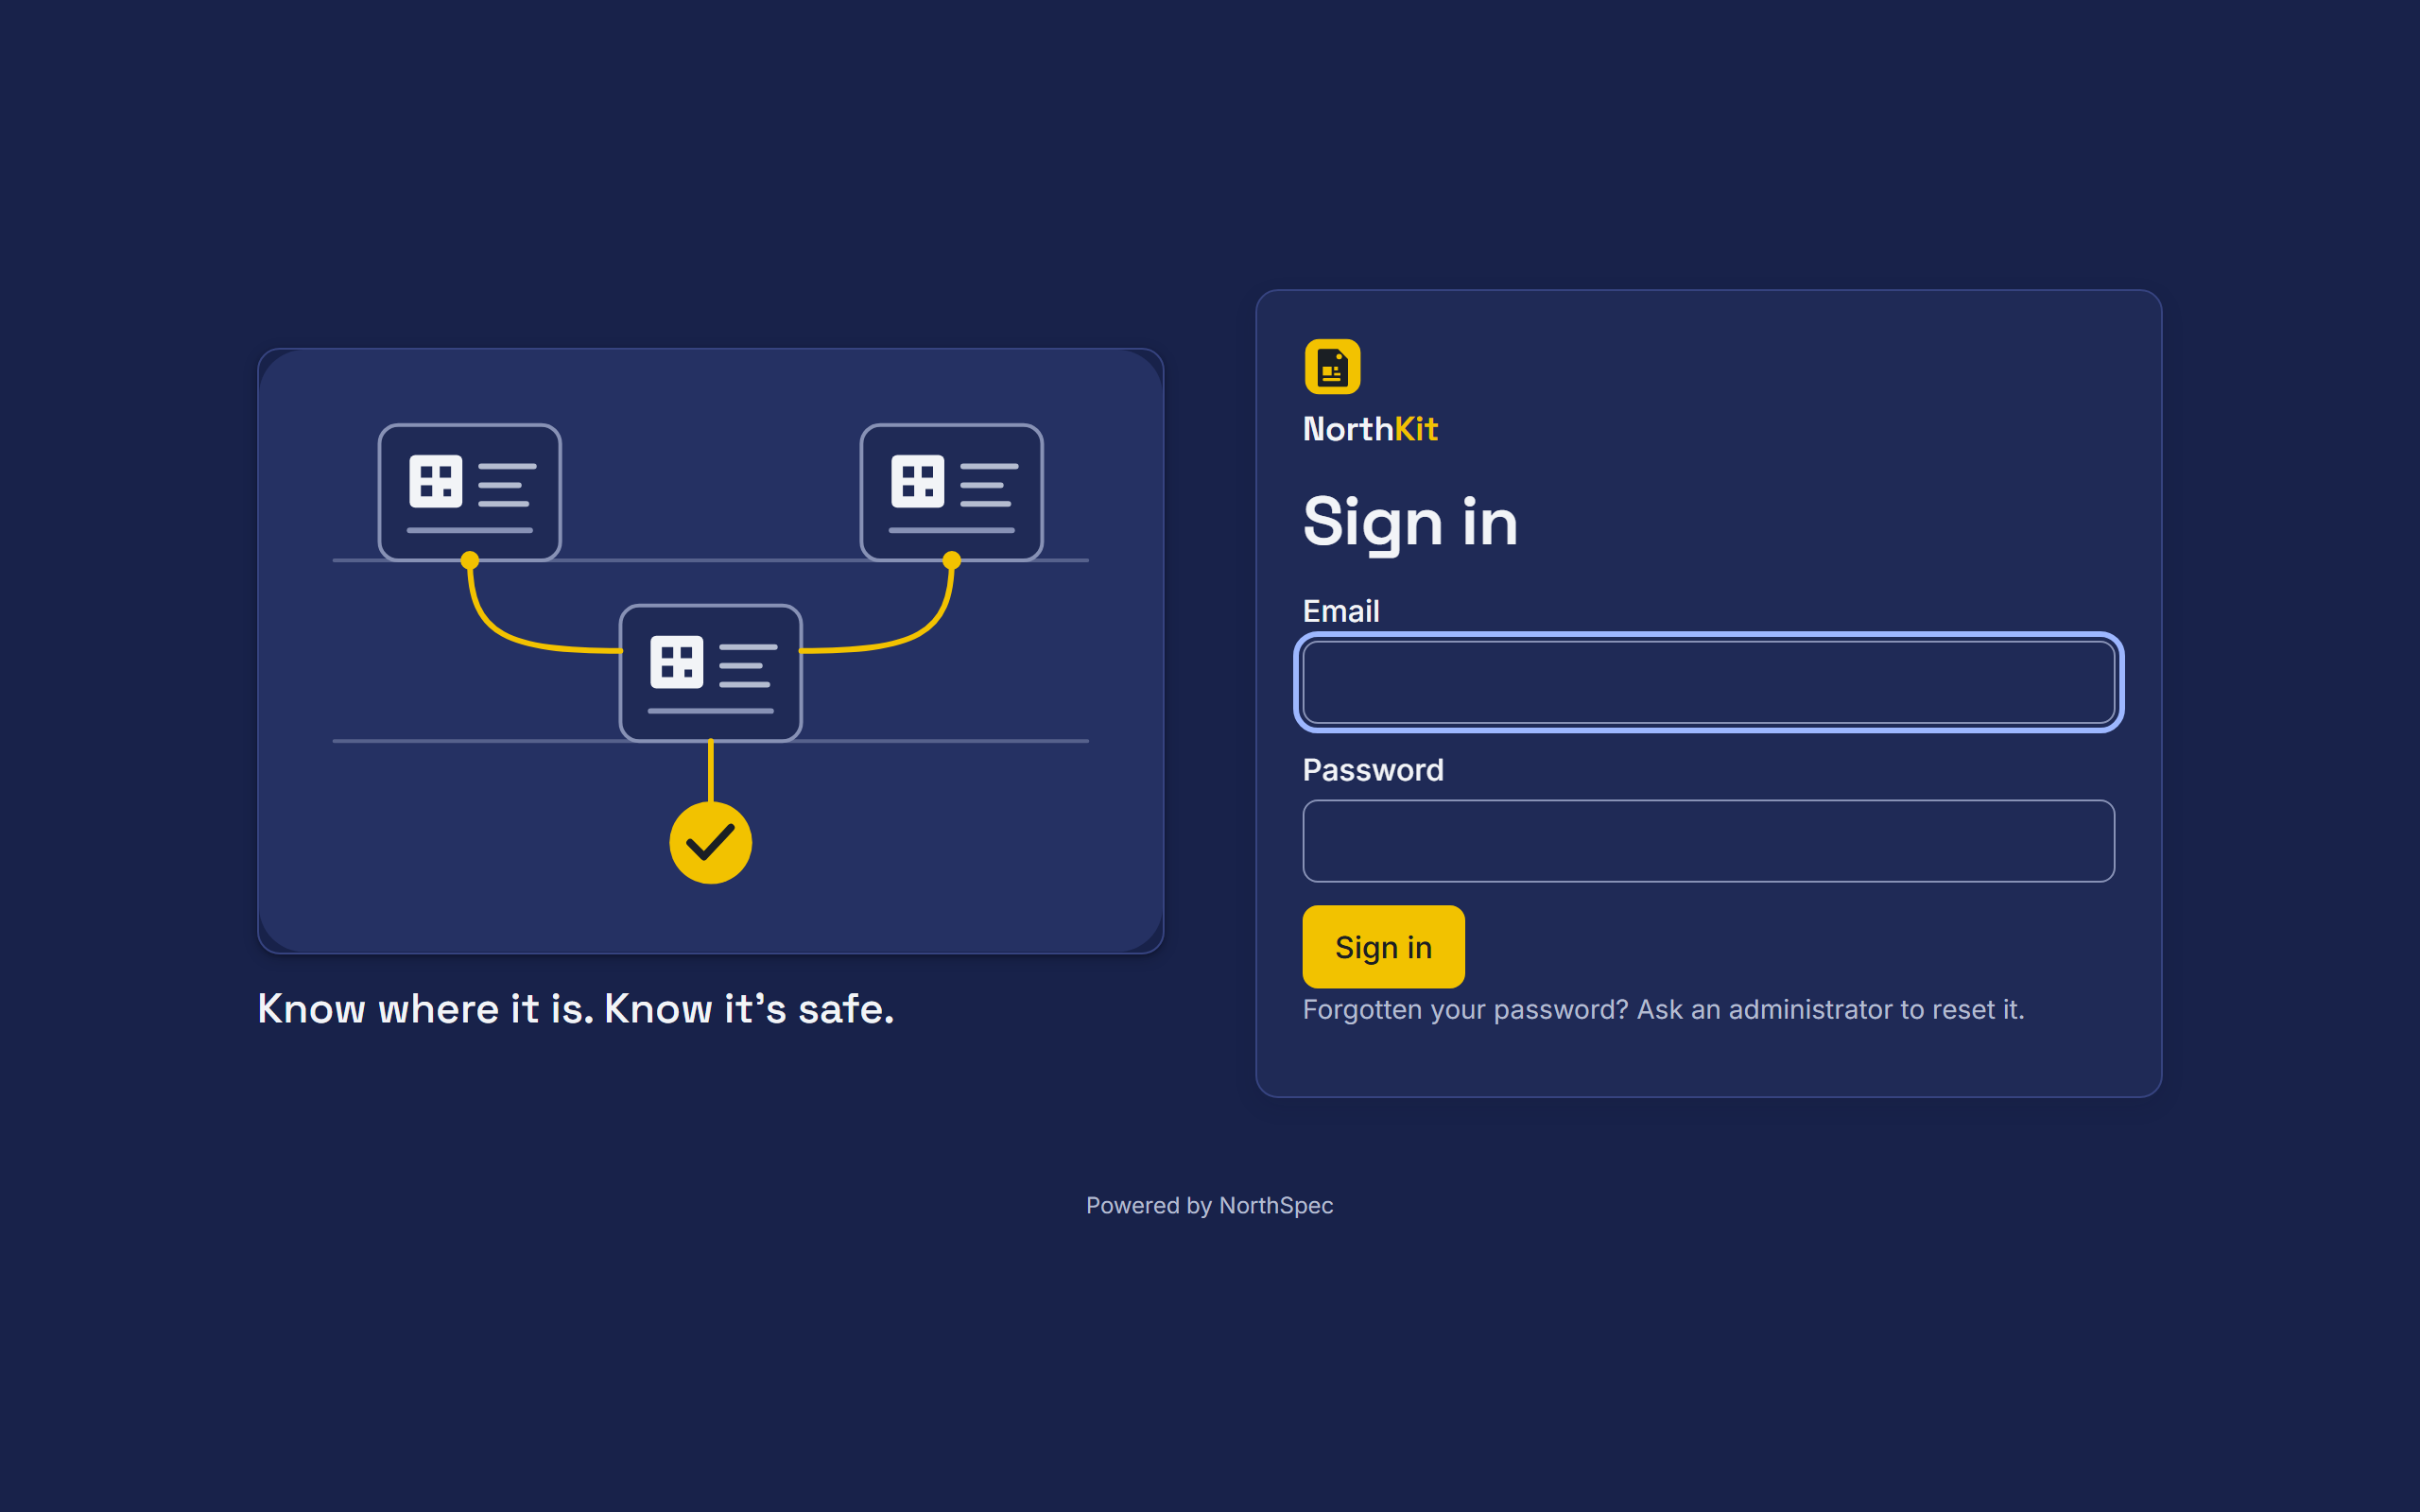 Know where it is. Know it’s safe.
NorthKit
Sign in
Email
Password
Sign in
Forgotten your password? Ask an administrator to reset it.
Powered by NorthSpec